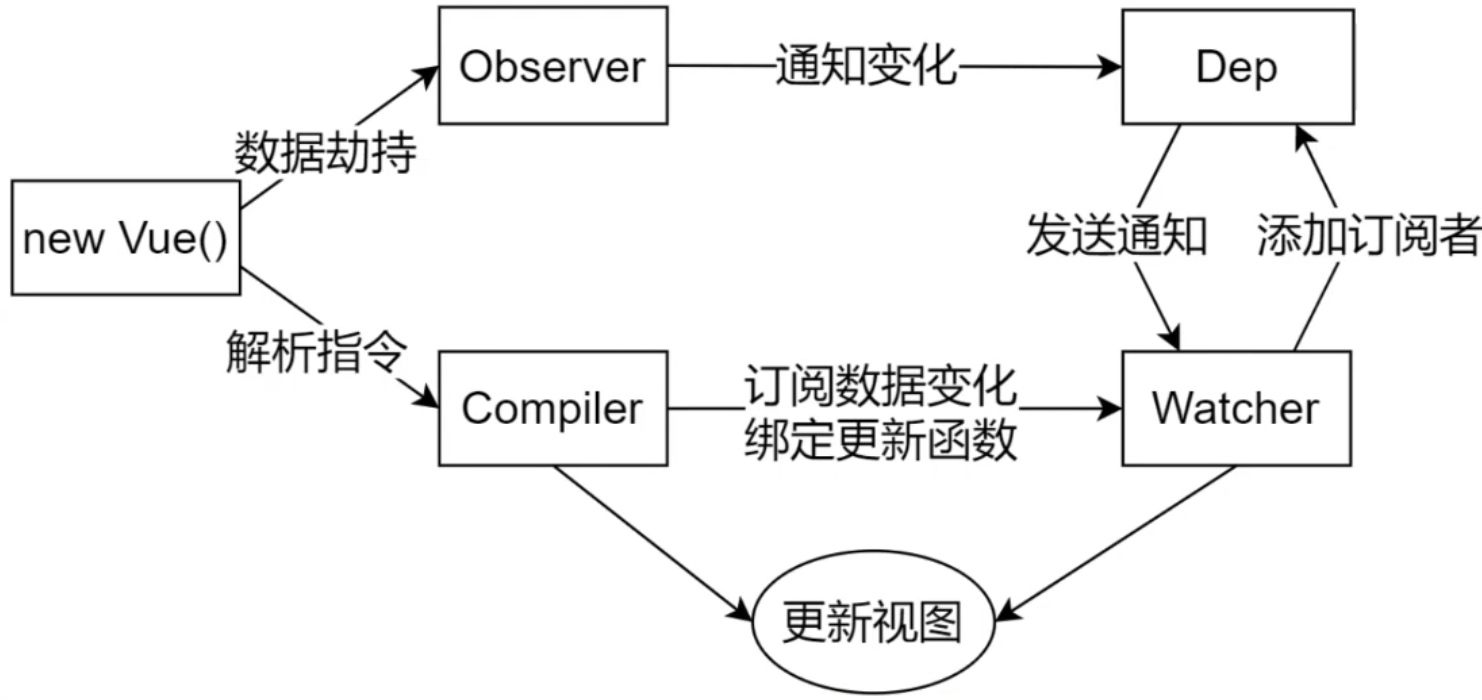 Observer
通知变化
Dep
数据劫持
new Vue()
发送通知
添加订阅者
解析指令
Compiler
订阅数据变化
绑定更新函数
Watcher
更新视图